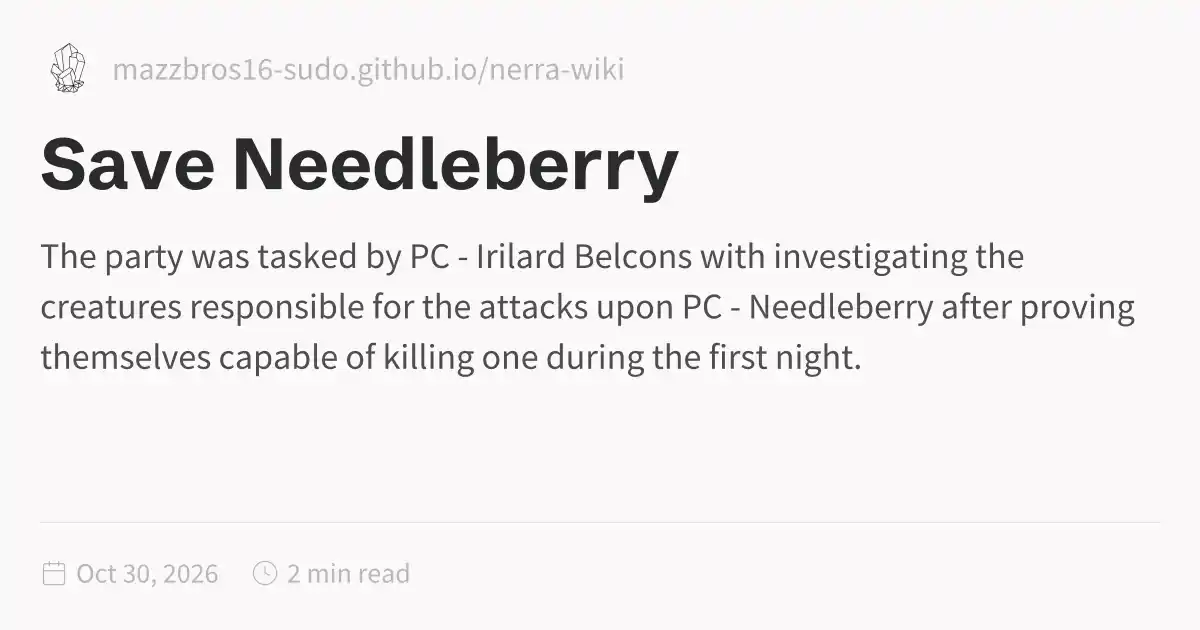 mazzbros16-sudo.github.io/nerra-wiki
Save Needleberry
The party was tasked by PC - Irilard Belcons with investigating the
creatures responsible for the attacks upon PC - Needleberry after proving
themselves capable of killing one during the first night.
Oct 30, 2026 2 min read